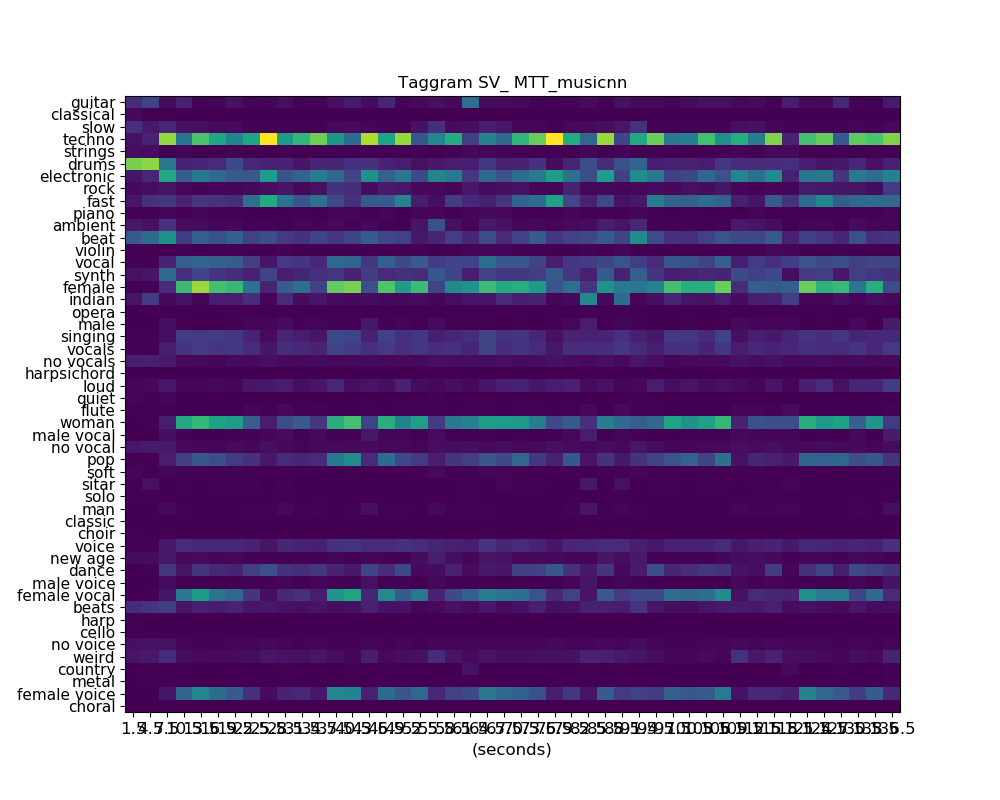 Taggram SV_ MTT_musicnn
guitar
classical
slow
techno
strings
drums
electronic
rock
fast
piano
ambient
beat
violin
vocal
synth
female
indian
opera
male
singing
vocals
no vocals
harpsichord
loud
quiet
flute
woman
male vocal
no vocal
pop
soft
sitar
solo
man
classic
choir
voice
new age
dance
male voice
female vocal
beats
harp
cello
no voice
weird
country
metal
female voice
choral
(seconds)